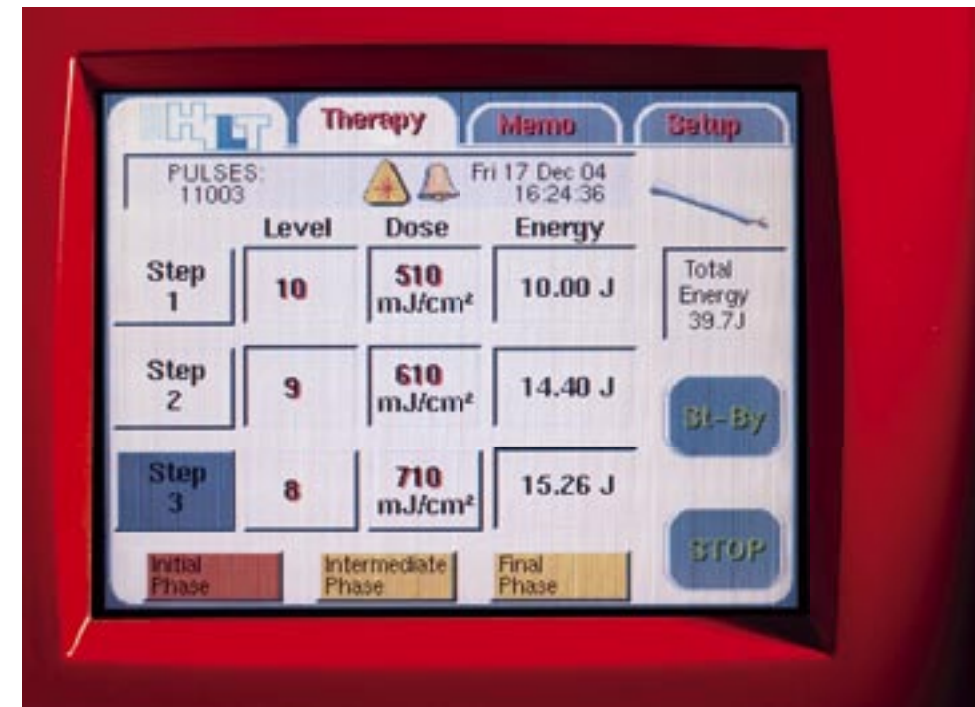 HLT
Therapy
Memo
Setup
PULSES:
11003
Fri 17 Dec 04
16:24:36
Level Dose Energy
Step
1
10
510
mJ/cm²
10.00 J
Total
Energy
39.7J
Step
2
9
610
mJ/cm²
14.40 J
St-By
Step
3
8
710
mJ/cm²
15.26 J
STOP
Initial
Phase
Intermediate
Phase
Final
Phase